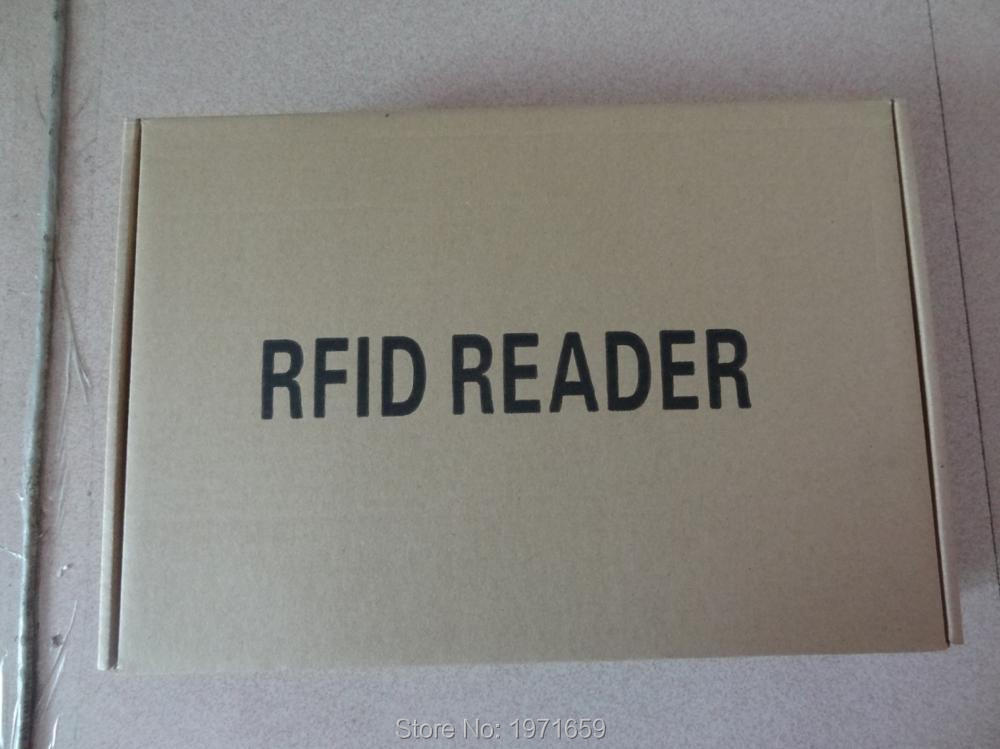 RFID READER
Store No: 1971659